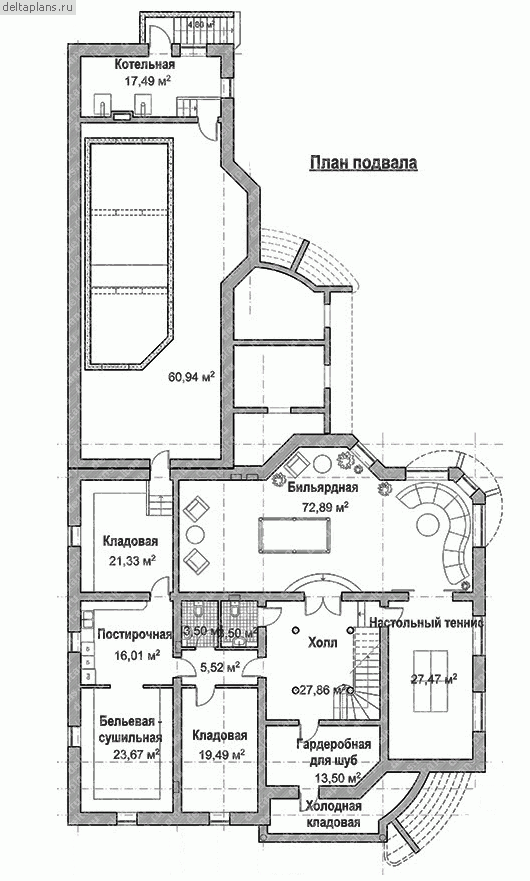 deltaplans.ru
4.80 м²
Котельная
17,49 м²
План подвала
60,94 м²
Бильярдная
72,89 м²
Кладовая
21,33 м²
Постирочная
16,01 м²
3,50 м²
3,50 м²
5,52 м²
Холл
27,86 м²
Настольный теннис
27,47 м²
Бельевая -
сушильная
23,67 м²
Кладовая
19,49 м²
Гардеробная
для шуб
13,50 м²
Холодная
кладовая